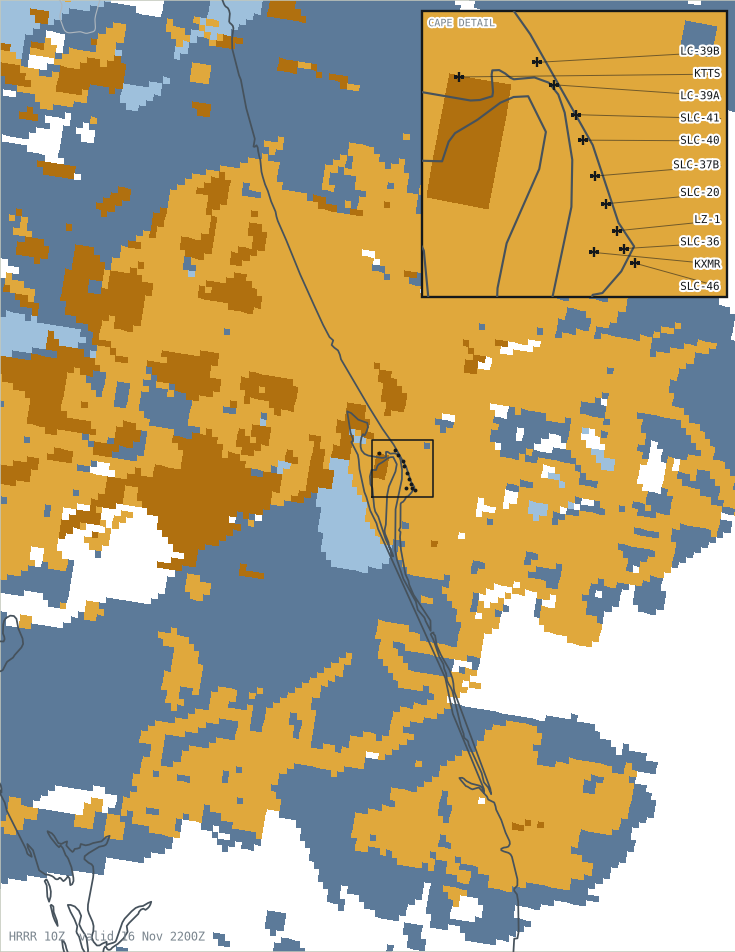 CAPE DETAIL
LC-39B
KTTS
LC-39A
SLC-41
SLC-40
SLC-37B
SLC-20
LZ-1
SLC-36
KXMR
SLC-46
HRRR 10Z valid 16 Nov 2200Z